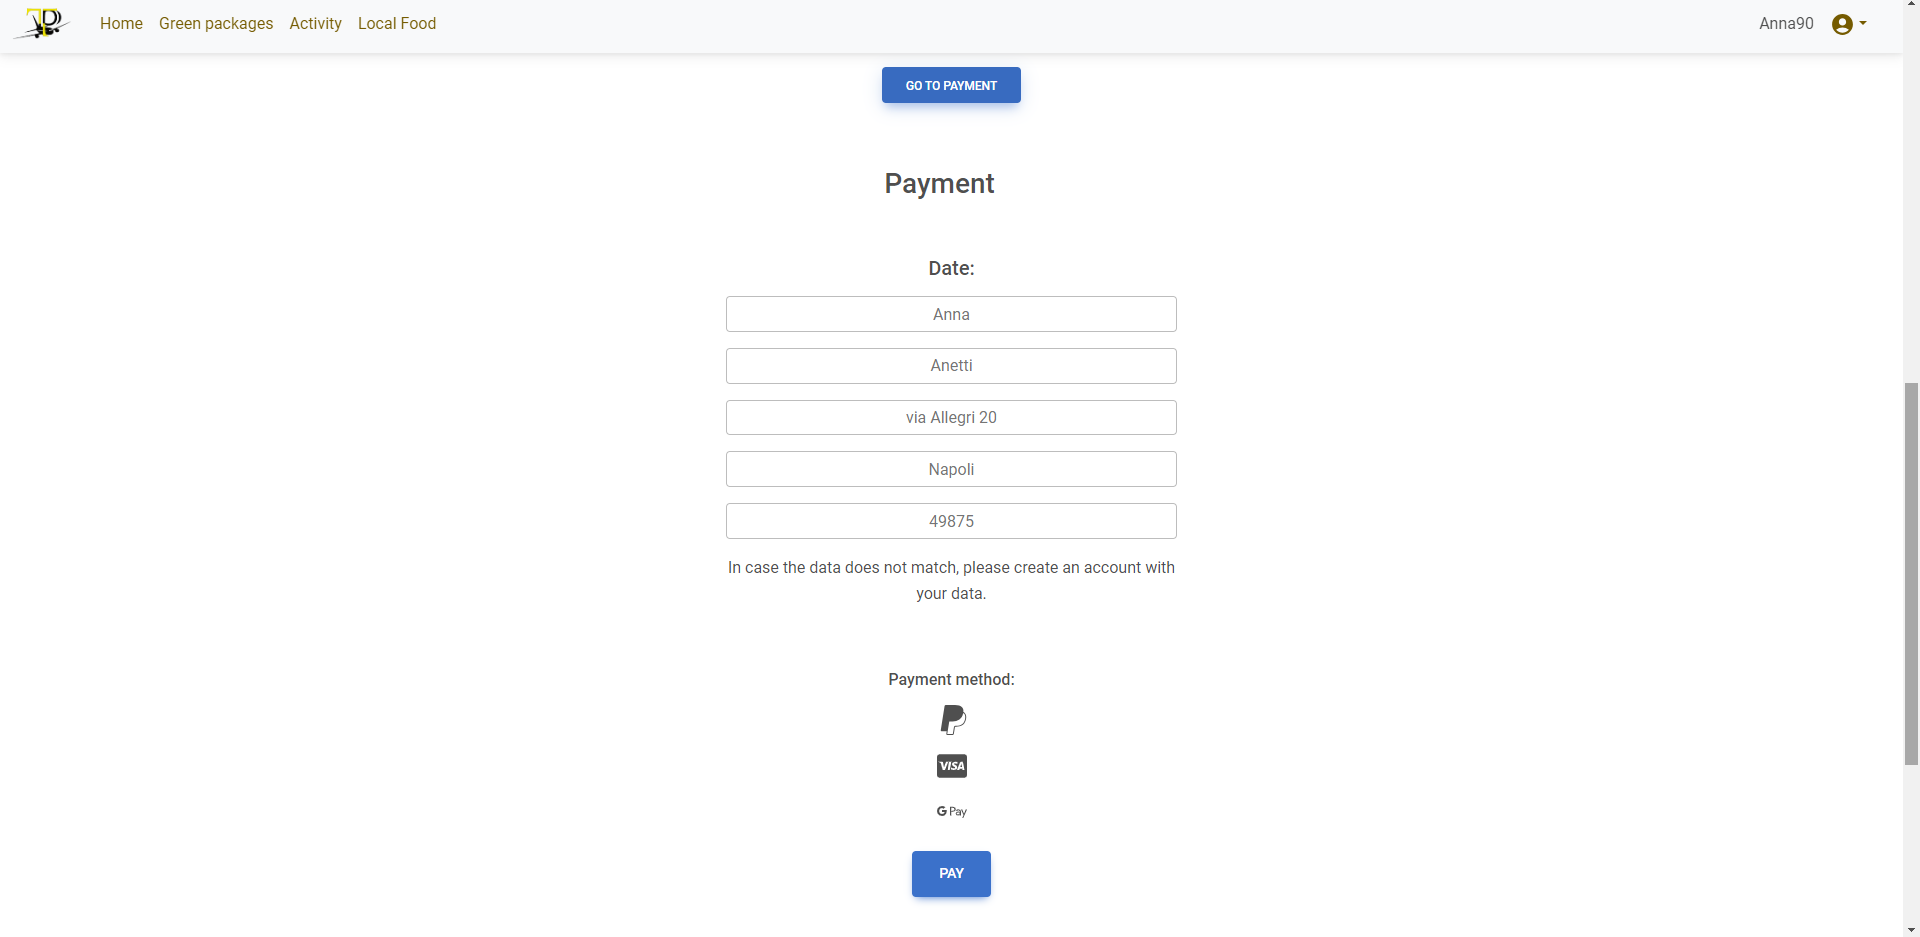 TD
Home Green packages Activity Local Food Anna90
GO TO PAYMENT
Payment
Date:
Anna
Anetti
via Allegri 20
Napoli
49875
In case the data does not match, please create an account with
your data.
Payment method:
VISA
G Pay
PAY